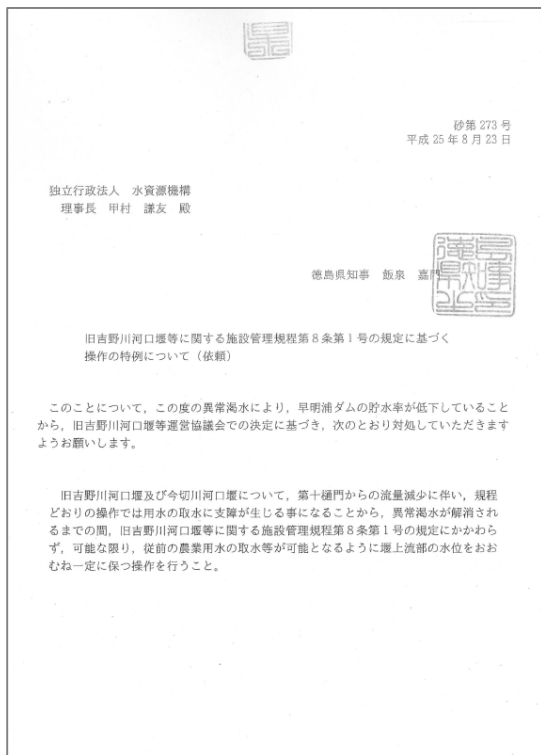 砂第 273 号
平成 25 年 8 月 23 日
独立行政法人 水資源機構
理事長 甲村 謙友 殿
徳島県知事 飯泉 嘉門
徳島県知事之印
旧吉野川河口堰等に関する施設管理規程第8条第1号の規定に基づく
操作の特例について（依頼）
このことについて，この度の異常渇水により，早明浦ダムの貯水率が低下していること
から，旧吉野川河口堰等運営協議会での決定に基づき，次のとおり対処していただきます
ようお願いします。
旧吉野川河口堰及び今切川河口堰について，第十樋門からの流量減少に伴い，規程
どおりの操作では用水の取水に支障が生じる事になることから，異常渇水が解消され
るまでの間，旧吉野川河口堰等に関する施設管理規程第8条第1号の規定にかかわら
ず，可能な限り，従前の農業用水の取水等が可能となるように堰上流部の水位をおお
むね一定に保つ操作を行うこと。